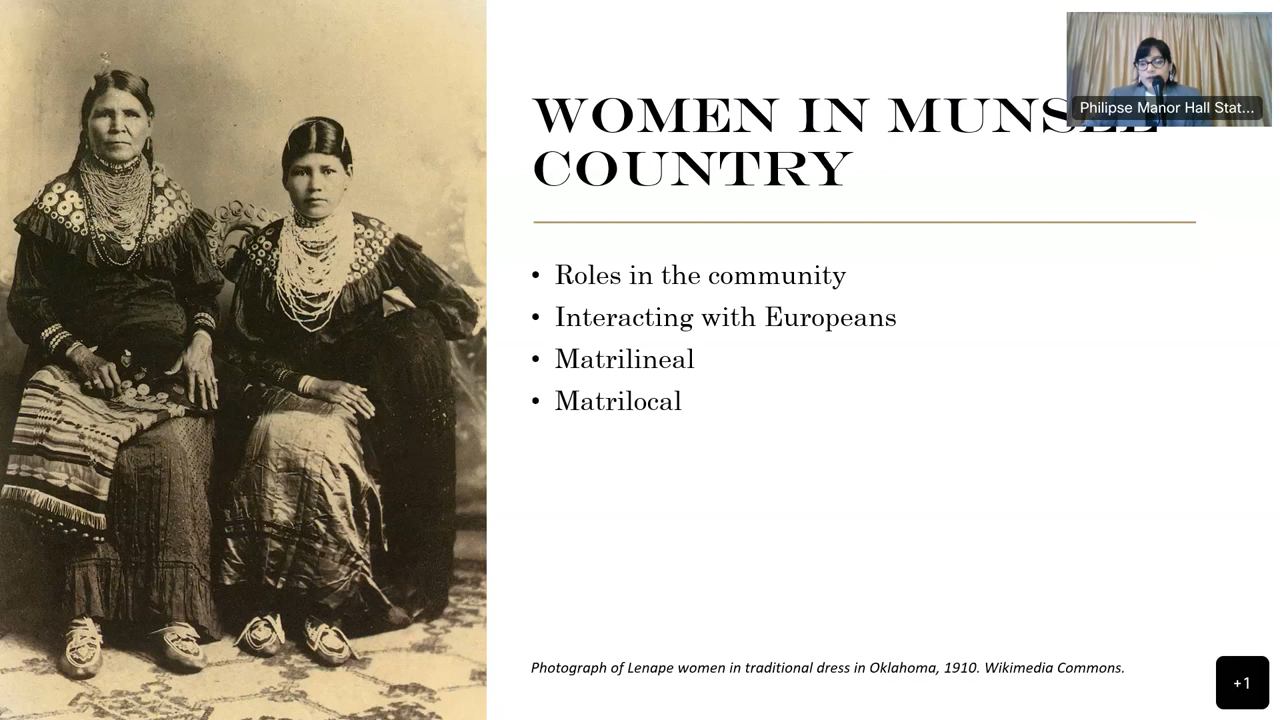 WOMEN IN MUNSEE
COUNTRY
Philipse Manor Hall Stat...
• Roles in the community
• Interacting with Europeans
• Matrilineal
• Matrilocal
Photograph of Lenape women in traditional dress in Oklahoma, 1910. Wikimedia Commons.
+1